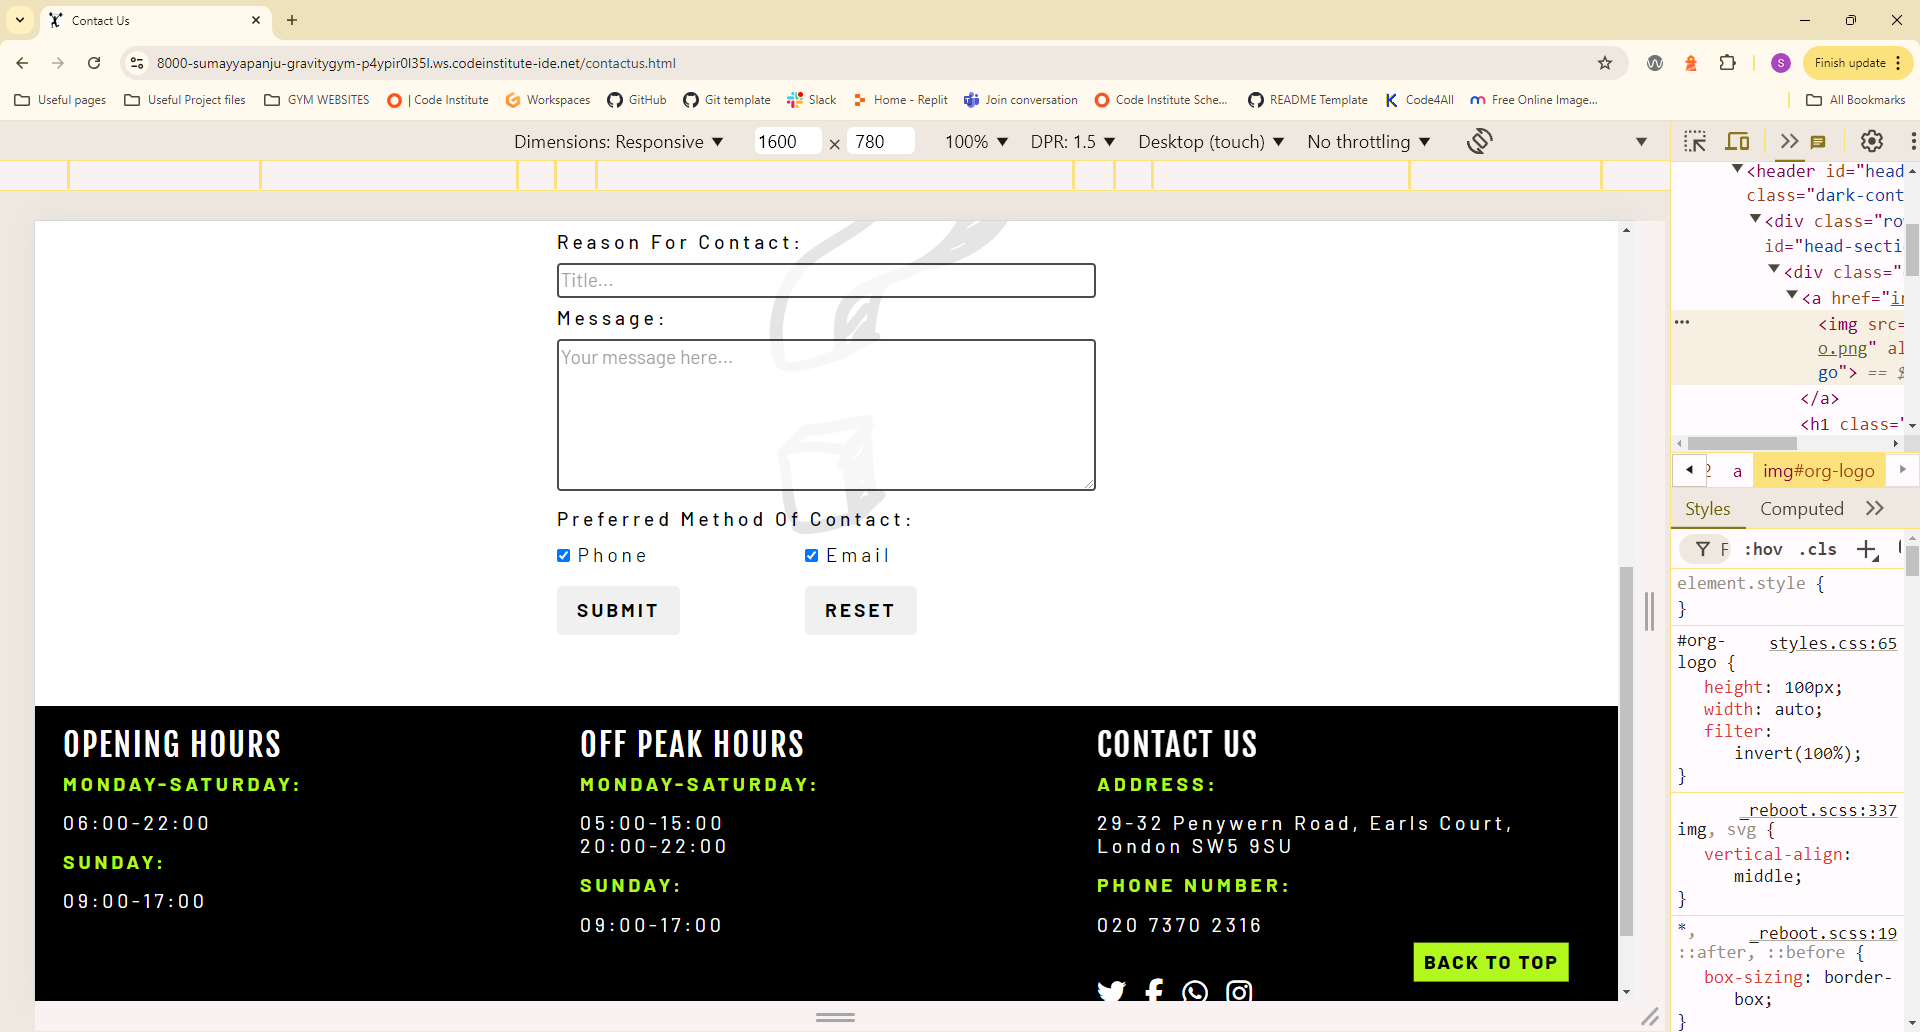 Contact Us
8000-sumayyapanju-gravitygym-p4ypir0l35l.ws.codeinstitute-ide.net/contactus.html
S
Finish update
Useful pages
Useful Project files
GYM WEBSITES
| Code Institute
Workspaces
GitHub
Git template
Slack
Home - Replit
Join conversation
Code Institute Sche...
README Template
Code4All
Free Online Image...
All Bookmarks
Dimensions: Responsive
1600 × 780
100%
DPR: 1.5
Desktop (touch)
No throttling
Reason For Contact:
Title...
Message:
Your message here...
Preferred Method Of Contact:
Phone
Email
SUBMIT
RESET
OPENING HOURS
MONDAY-SATURDAY:
06:00-22:00
SUNDAY:
09:00-17:00
OFF PEAK HOURS
MONDAY-SATURDAY:
05:00-15:00
20:00-22:00
SUNDAY:
09:00-17:00
CONTACT US
ADDRESS:
29-32 Penywern Road, Earls Court,
London SW5 9SU
PHONE NUMBER:
020 7370 2316
BACK TO TOP
<header id="head
class="dark-cont
<div class="ro
id="head-secti
<div class="
<a href="in
<img src=
o.png" al
go"> == $
</a>
<h1 class="
a
img#org-logo
Styles
Computed
F
:hov
.cls
element.style {
}
#org-
logo {
styles.css:65
height: 100px;
width: auto;
filter:
invert(100%);
}
_reboot.scss:337
img, svg {
vertical-align:
middle;
}
_reboot.scss:19
*,
::after, ::before {
box-sizing: border-
box;
}